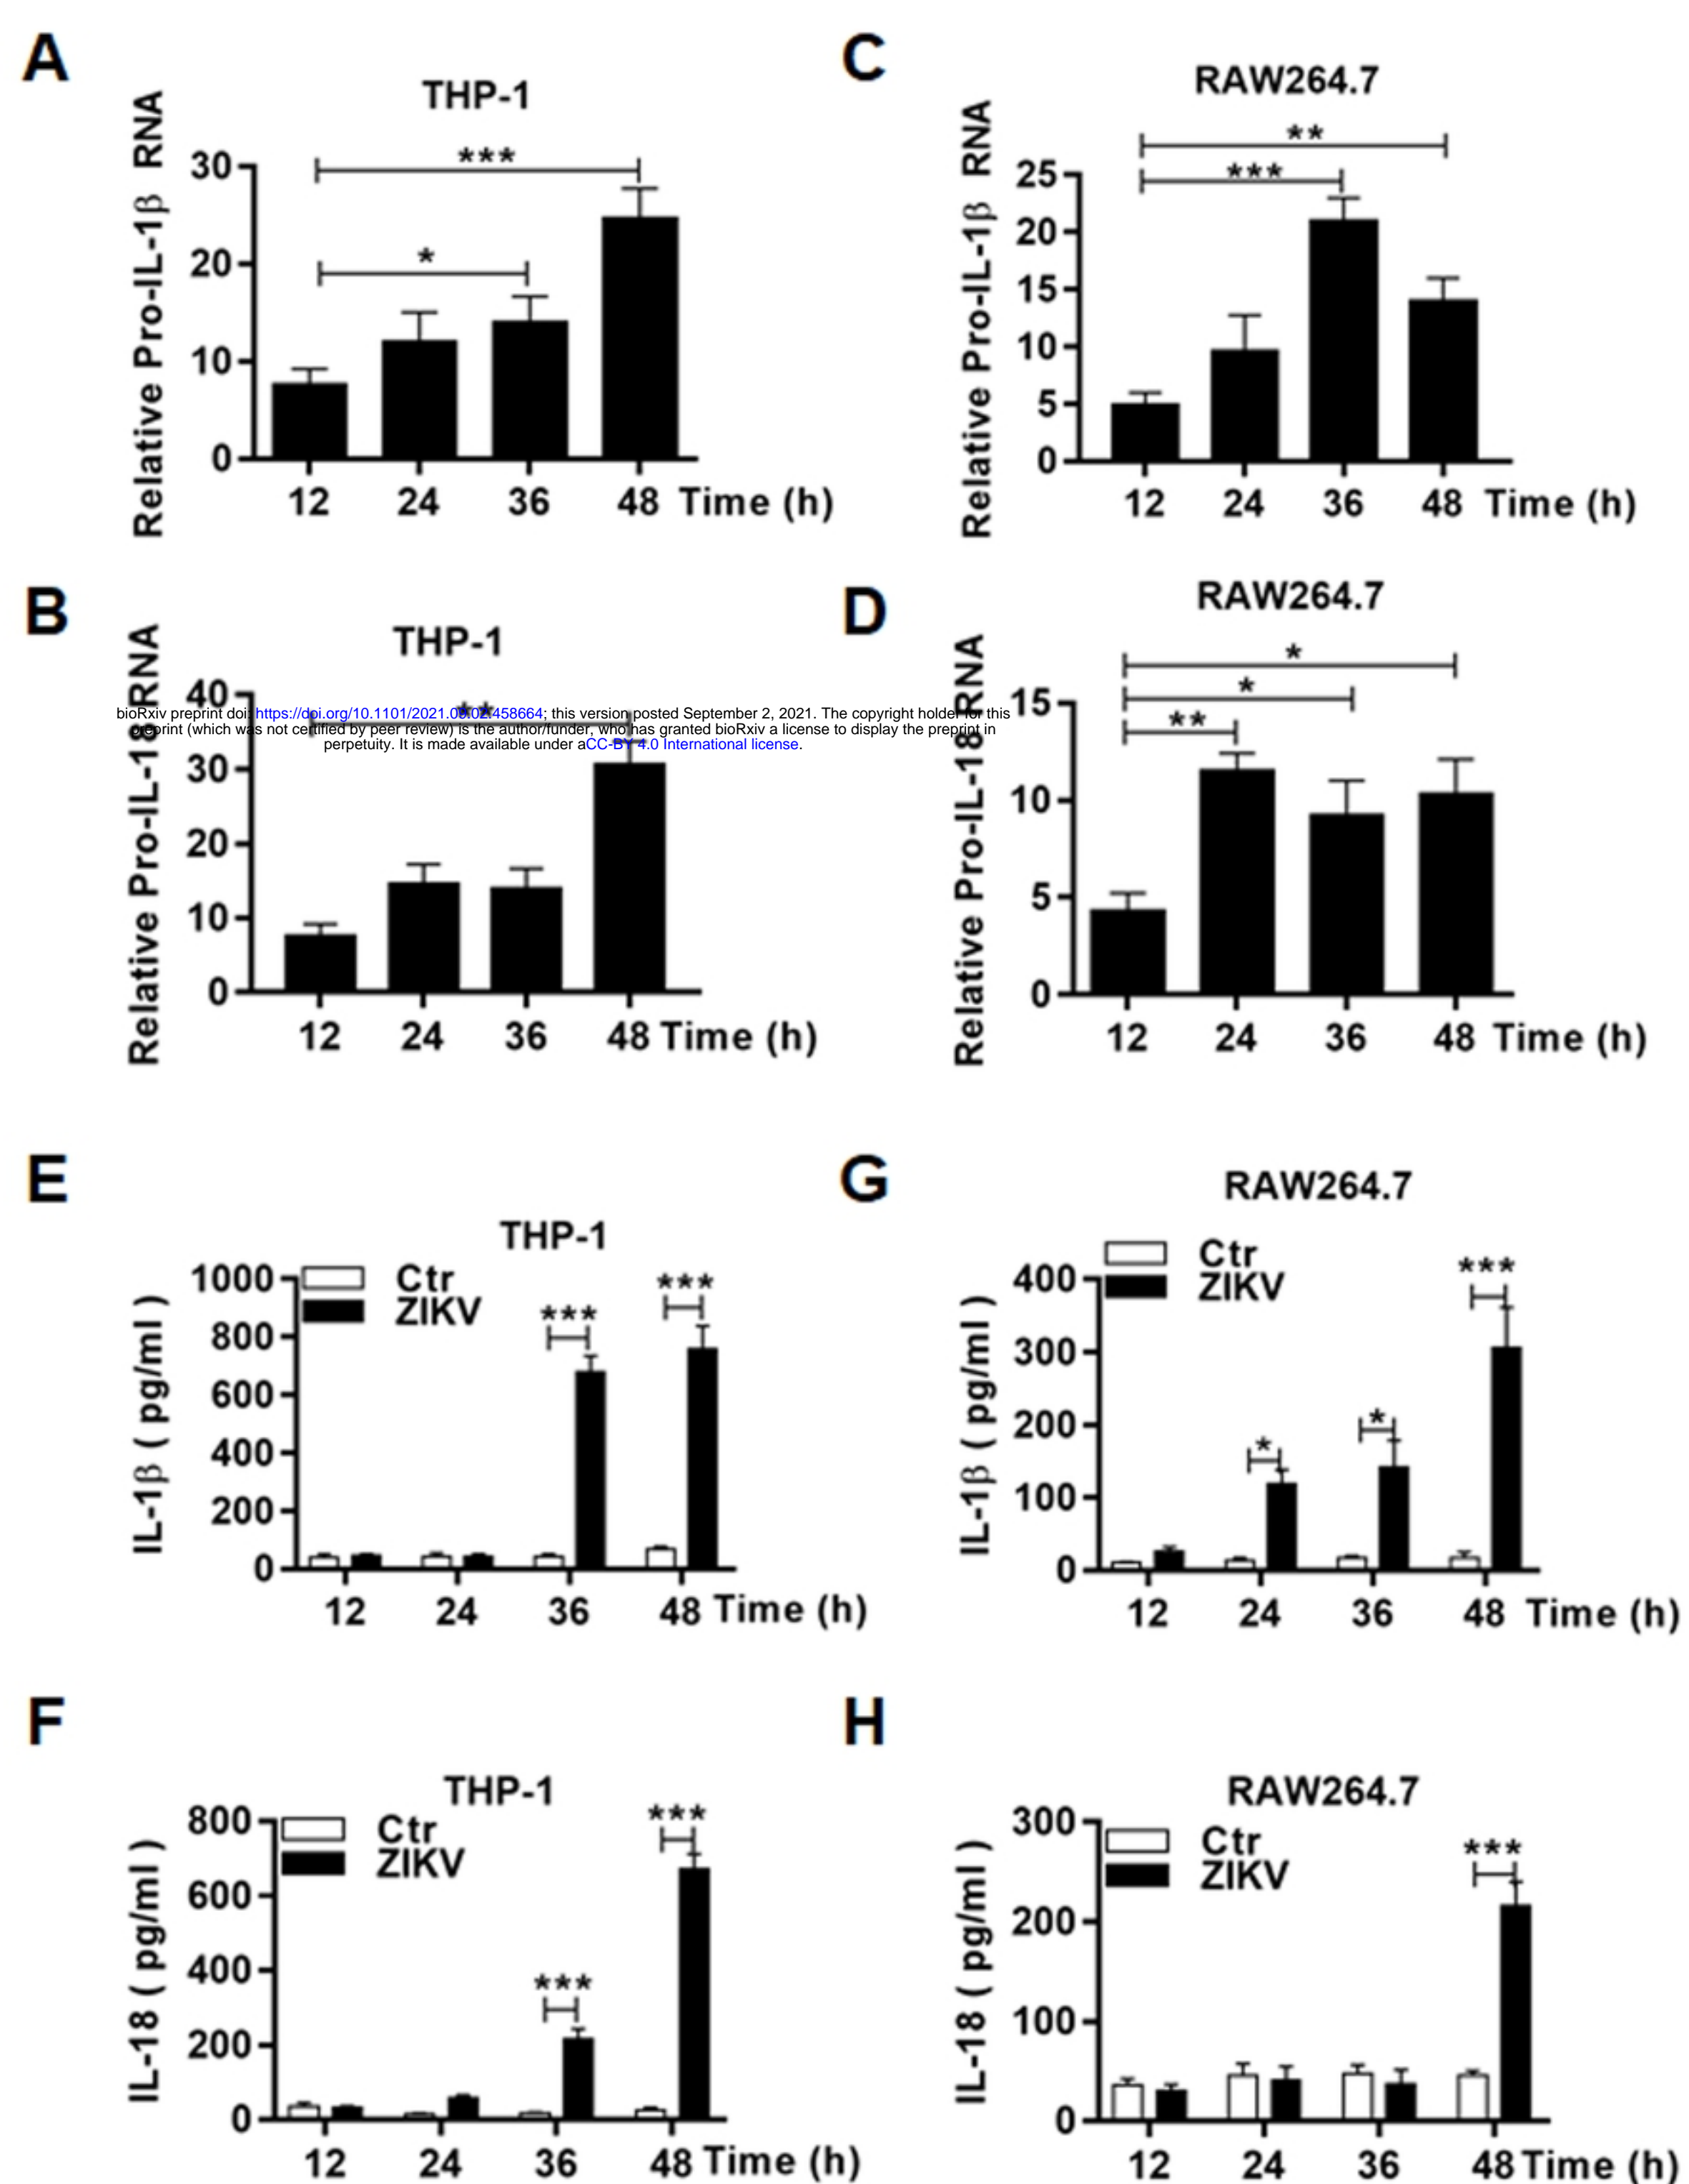 A
THP-1
Relative Pro-IL-1β RNA
30
20
10
0
***
*
12 24 36 48 Time (h)
C
RAW264.7
Relative Pro-IL-1β RNA
25
20
15
10
5
0
**
***
12 24 36 48 Time (h)
B
THP-1
Relative Pro-IL-18 RNA
40
30
20
10
0
**
12 24 36 48 Time (h)
bioRxiv preprint doi: https://doi.org/10.1101/2021.09.02.458664; this version posted September 2, 2021. The copyright holder for this
preprint (which was not certified by peer review) is the author/funder, who has granted bioRxiv a license to display the preprint in
perpetuity. It is made available under aCC-BY 4.0 International license.
D
RAW264.7
Relative Pro-IL-18 RNA
15
10
5
0
*
*
**
12 24 36 48 Time (h)
E
THP-1
IL-1β ( pg/ml )
1000
800
600
400
200
0
Ctr
ZIKV
***
***
12 24 36 48 Time (h)
G
RAW264.7
IL-1β ( pg/ml )
400
300
200
100
0
Ctr
ZIKV
*
*
***
12 24 36 48 Time (h)
F
THP-1
IL-18 ( pg/ml )
800
600
400
200
0
Ctr
ZIKV
***
***
12 24 36 48 Time (h)
H
RAW264.7
IL-18 ( pg/ml )
300
200
100
0
Ctr
ZIKV
***
12 24 36 48 Time (h)